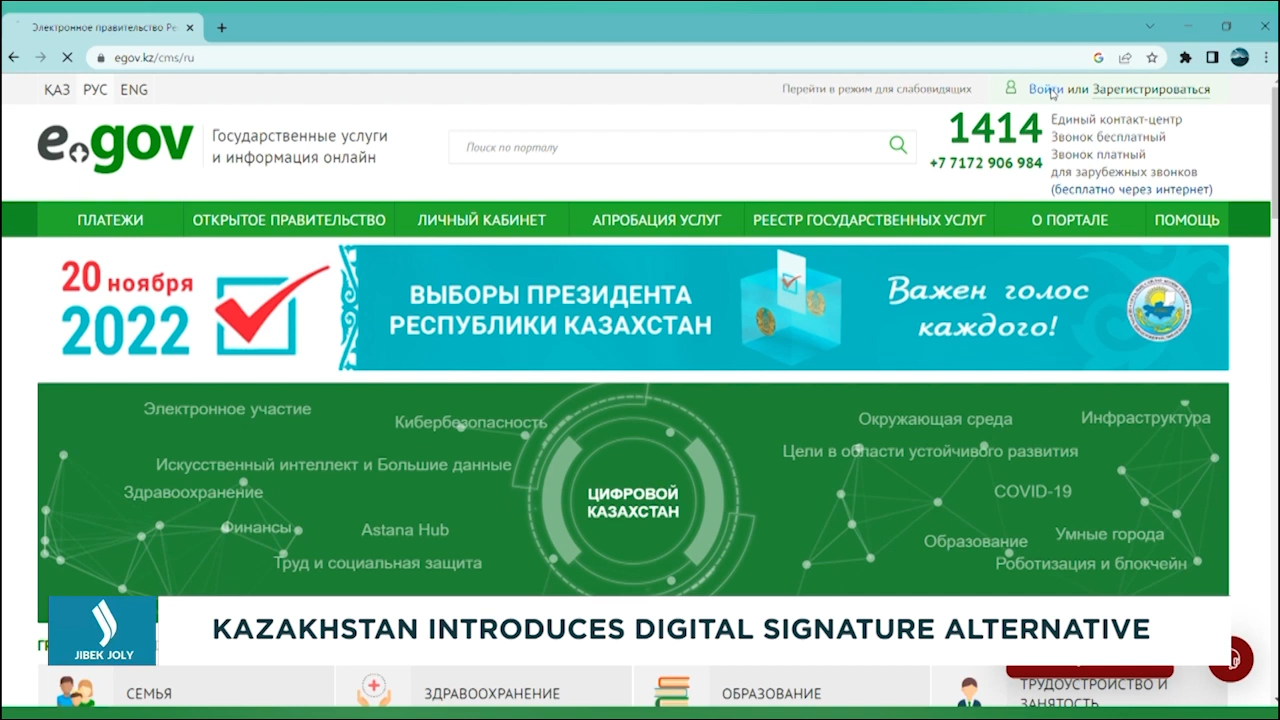 Электронное правительство Ре
egov.kz/cms/ru
ҚАЗ РУС ENG
Перейти в режим для слабовидящих
Войти или Зарегистрироваться
egov
Государственные услуги
и информация онлайн
Поиск по порталу
1414
+7 7172 906 984
Единый контакт-центр
Звонок бесплатный
Звонок платный
для зарубежных звонков
(бесплатно через интернет)
ПЛАТЕЖИ ОТКРЫТОЕ ПРАВИТЕЛЬСТВО ЛИЧНЫЙ КАБИНЕТ АПРОБАЦИЯ УСЛУГ РЕЕСТР ГОСУДАРСТВЕННЫХ УСЛУГ О ПОРТАЛЕ ПОМОЩЬ
20 ноября
2022
ВЫБОРЫ ПРЕЗИДЕНТА
РЕСПУБЛИКИ КАЗАХСТАН
Важен голос
каждого!
Электронное участие
Кибербезопасность
Искусственный интеллект и Большие данные
Здравоохранение
Финансы
Astana Hub
Труд и социальная защита
ЦИФРОВОЙ
КАЗАХСТАН
Окружающая среда
Инфраструктура
Цели в области устойчивого развития
COVID-19
Образование
Умные города
Роботизация и блокчейн
JIBEK JOLY
KAZAKHSTAN INTRODUCES DIGITAL SIGNATURE ALTERNATIVE
СЕМЬЯ
ЗДРАВООХРАНЕНИЕ
ОБРАЗОВАНИЕ
ТРУДОУСТРОЙСТВО И
ЗАНЯТОСТЬ